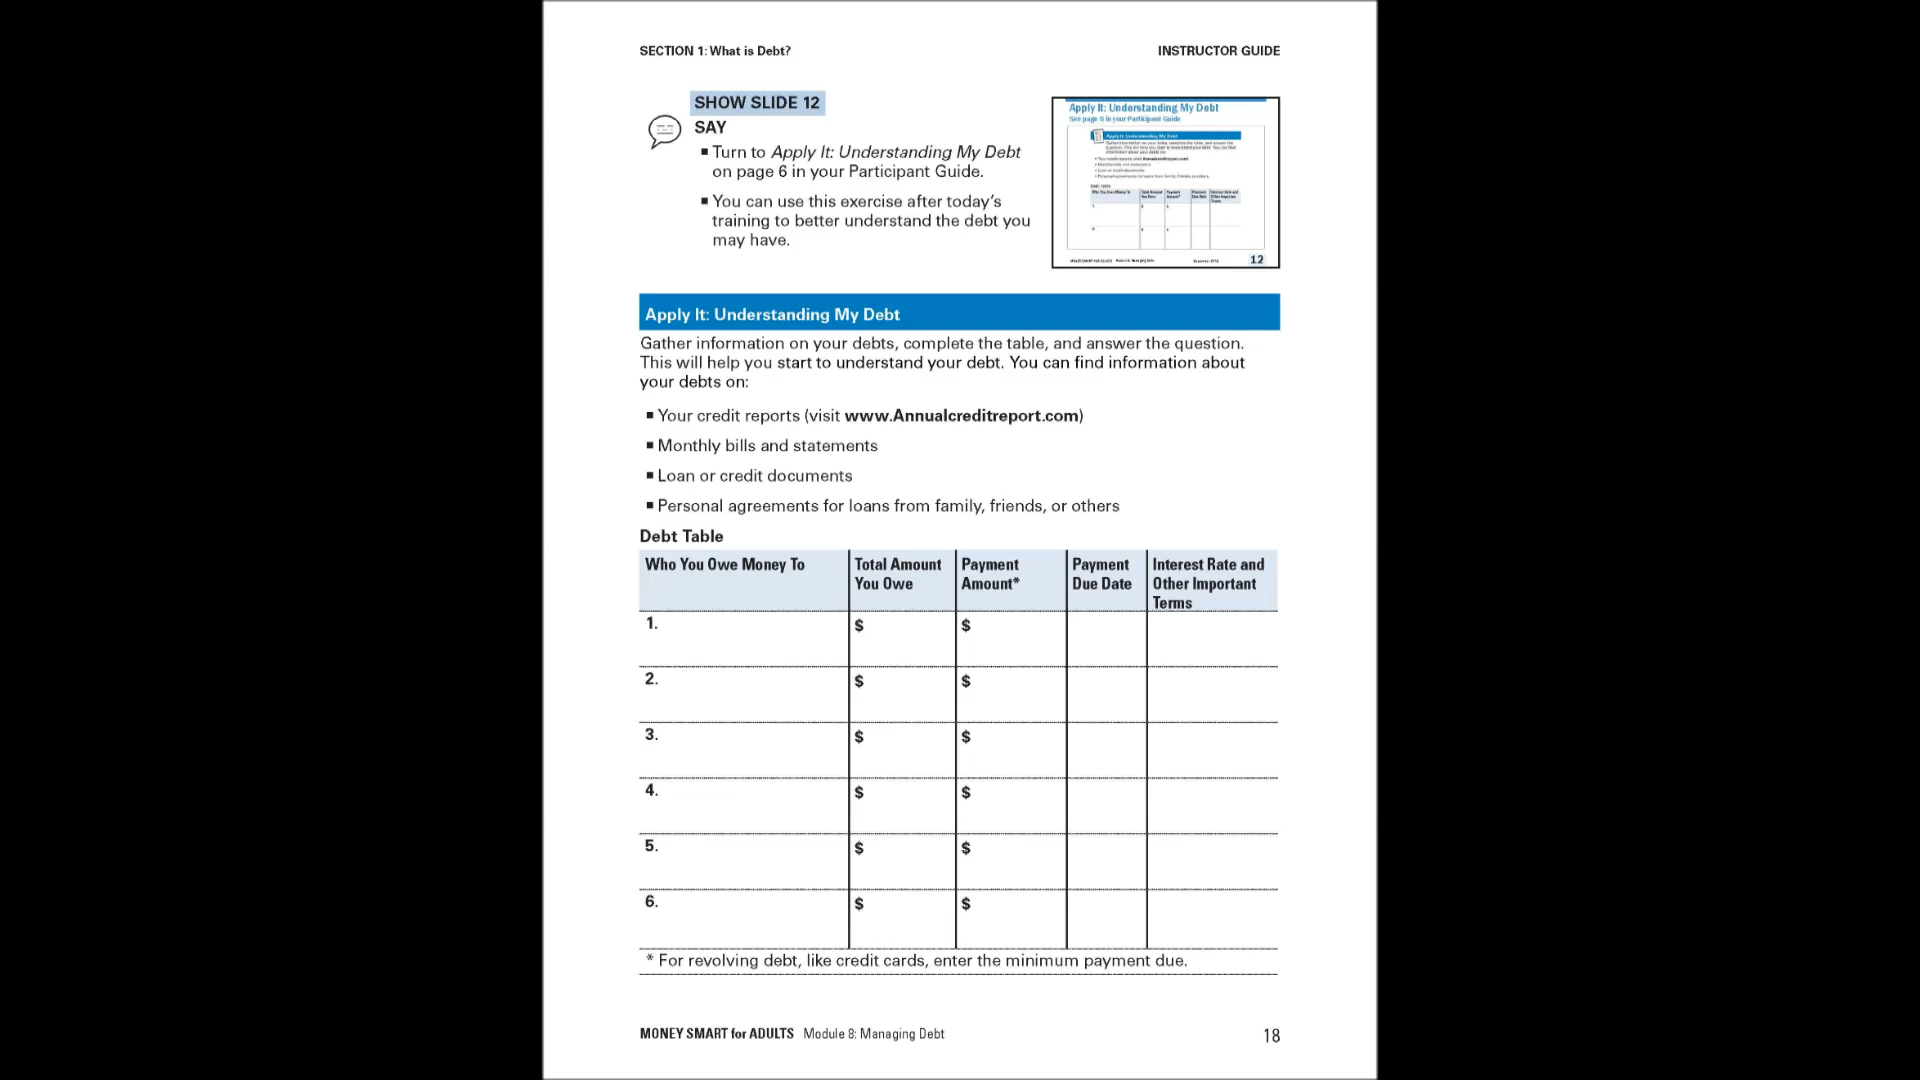 SECTION 1: What is Debt?
INSTRUCTOR GUIDE
SHOW SLIDE 12
SAY
▪ Turn to Apply It: Understanding My Debt
on page 6 in your Participant Guide.
▪ You can use this exercise after today’s
training to better understand the debt you
may have.
Apply It: Understanding My Debt
See page 6 in your Participant Guide
Apply It: Understanding My Debt
Debt Table
12
Apply It: Understanding My Debt
Gather information on your debts, complete the table, and answer the question.
This will help you start to understand your debt. You can find information about
your debts on:
▪ Your credit reports (visit www.Annualcreditreport.com)
▪ Monthly bills and statements
▪ Loan or credit documents
▪ Personal agreements for loans from family, friends, or others
Debt Table
Who You Owe Money To
Total Amount
You Owe
Payment
Amount*
Payment
Due Date
Interest Rate and
Other Important
Terms
1. $ $
2. $ $
3. $ $
4. $ $
5. $ $
6. $ $
* For revolving debt, like credit cards, enter the minimum payment due.
MONEY SMART for ADULTS Module 8: Managing Debt
18